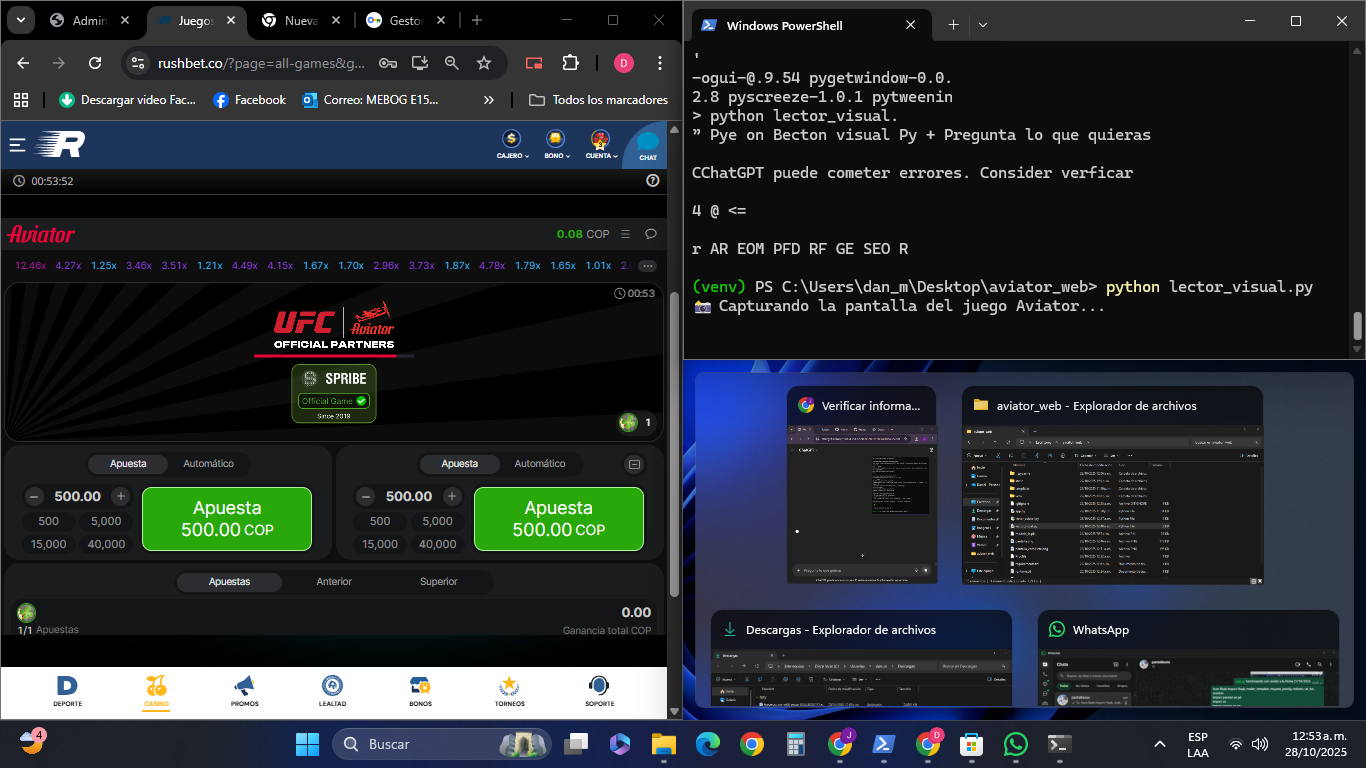 Admin
Juegos
Nueva
Gestor
rushbet.co/?page=all-games&g...
D
Descargar video Fac...
Facebook
Correo: MEBOG E15...
»
Todos los marcadores
R
CAJERO
BONO
CUENTA
CHAT
00:53:52
Aviator
0.08 COP
12.46x 4.27x 1.25x 3.46x 3.51x 1.21x 4.49x 4.15x 1.67x 1.70x 2.96x 3.73x 1.87x 4.78x 1.79x 1.65x 1.01x
00:53
UFC Aviator
OFFICIAL PARTNERS
SPRIBE
Official Game
Since 2019
1
Apuesta Automático
500.00
500 5,000
15,000 40,000
Apuesta
500.00 COP
Apuesta Automático
500.00
500 5,000
15,000 40,000
Apuesta
500.00 COP
Apuestas Anterior Superior
0.00
1/1 Apuestas
Ganancia total COP
DEPORTE
CASINO
PROMOS
LEALTAD
BONOS
TORNEOS
SOPORTE
Windows PowerShell
'
-ogui-@.9.54 pygetwindow-0.0.
2.8 pyscreeze-1.0.1 pytweenin
> python lector_visual.
” Pye on Becton visual Py + Pregunta lo que quieras
CChatGPT puede cometer errores. Consider verficar
4 @ <=
r AR EOM PFD RF GE SEO R
(venv) PS C:\Users\dan_m\Desktop\aviator_web> python lector_visual.py
📸 Capturando la pantalla del juego Aviator...
Verificar informa...
ChatGPT
aviator_web - Explorador de archivos
Descargas - Explorador de archivos
WhatsApp
4
Buscar
J
D
ESP
LAA
12:53 a. m.
28/10/2025